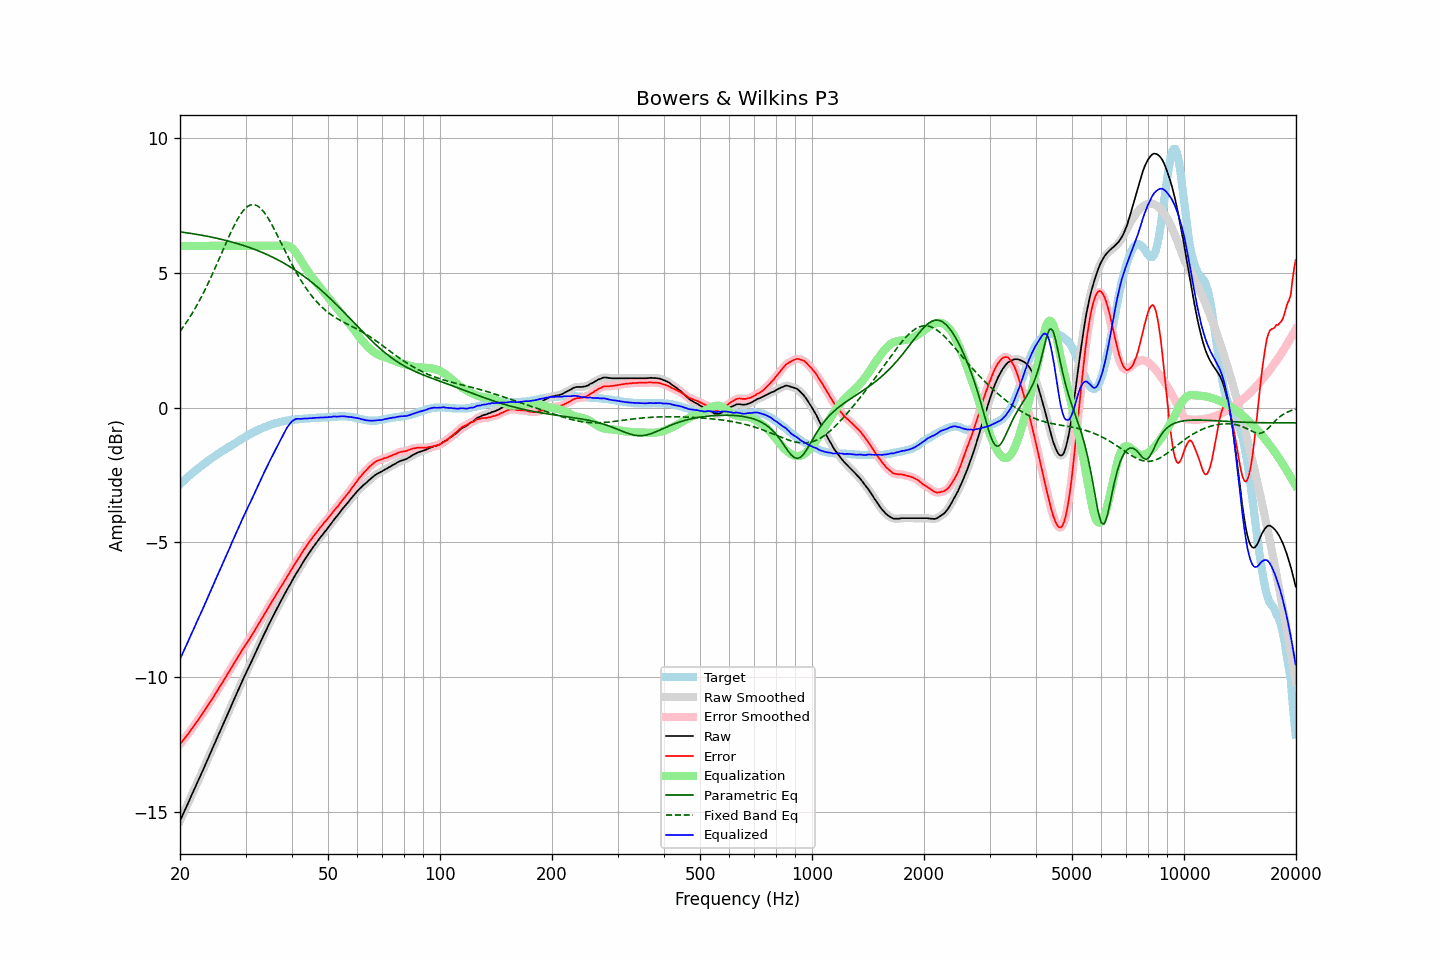 Bowers & Wilkins P3
Amplitude (dBr)
10
5
0
−5
−10
−15
Target
Raw Smoothed
Error Smoothed
Raw
Error
Equalization
Parametric Eq
Fixed Band Eq
Equalized
20 50 100 200 500 1000 2000 5000 10000 20000
Frequency (Hz)